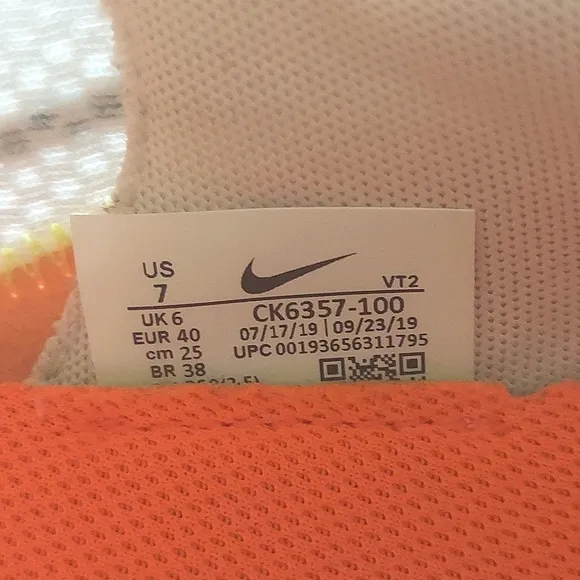 US
7
VT2
UK 6
EUR 40
cm 25
BR 38
CK6357-100
07/17/19 | 09/23/19
UPC 00193656311795